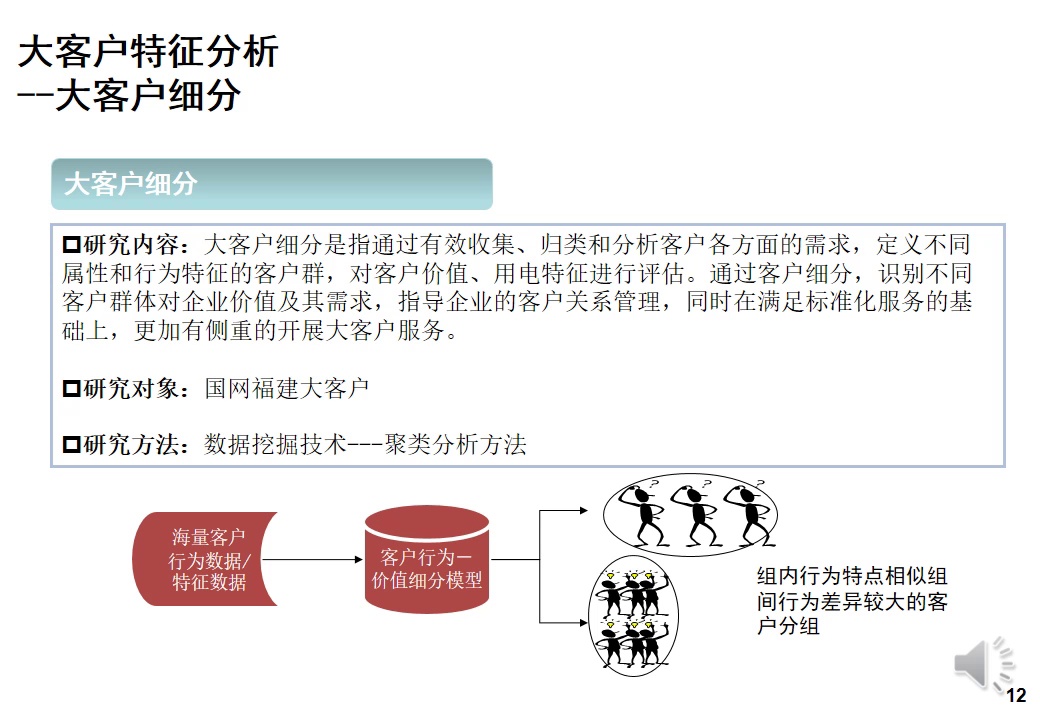 大客户特征分析
--大客户细分
大客户细分
研究内容：大客户细分是指通过有效收集、归类和分析客户各方面的需求，定义不同
属性和行为特征的客户群，对客户价值、用电特征进行评估。通过客户细分，识别不同
客户群体对企业价值及其需求，指导企业的客户关系管理，同时在满足标准化服务的基
础上，更加有侧重的开展大客户服务。
研究对象：国网福建大客户
研究方法：数据挖掘技术---聚类分析方法
海量客户
行为数据/
特征数据
客户行为—
价值细分模型
? ? ?
组内行为特点相似组
间行为差异较大的客
户分组
12